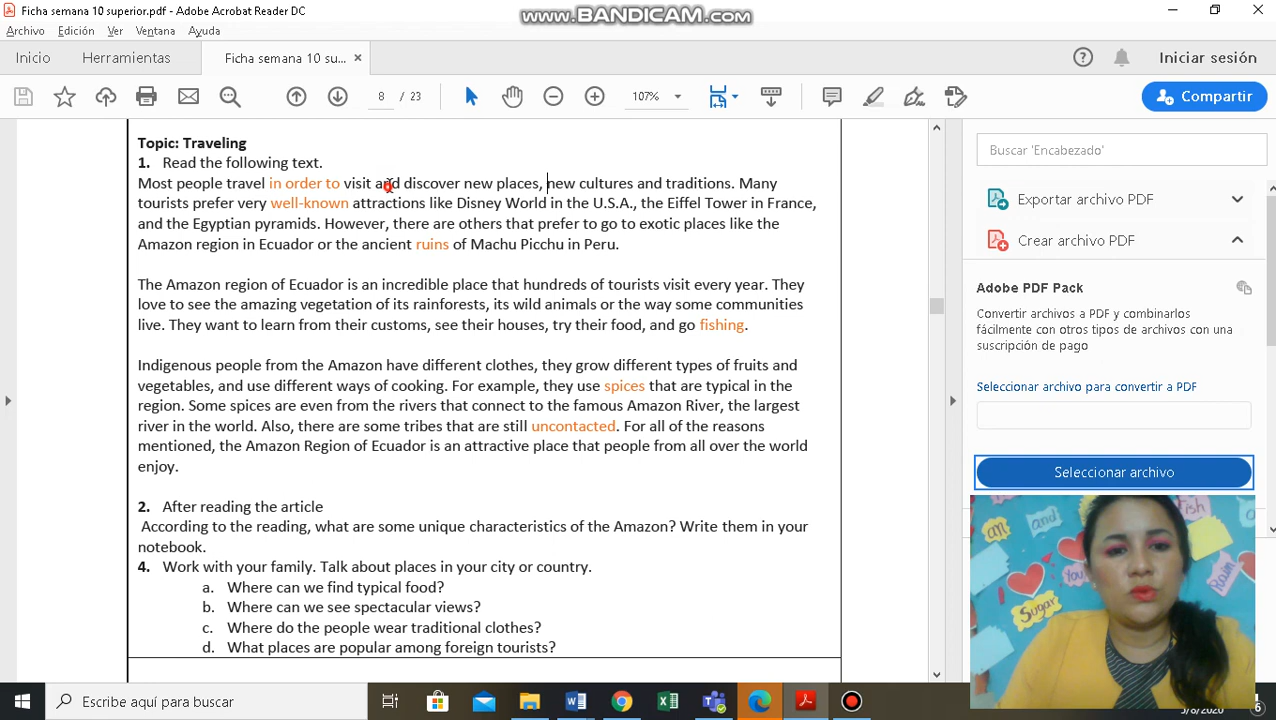 Ficha semana 10 superior.pdf - Adobe Acrobat Reader DC
www.BANDICAM.com
Archivo Edición Ver Ventana Ayuda
Inicio Herramientas Ficha semana 10 su... × Iniciar sesión
8 / 23 107% Compartir
Topic: Traveling
1. Read the following text.
Most people travel in order to visit and discover new places, new cultures and traditions. Many
tourists prefer very well-known attractions like Disney World in the U.S.A., the Eiffel Tower in France,
and the Egyptian pyramids. However, there are others that prefer to go to exotic places like the
Amazon region in Ecuador or the ancient ruins of Machu Picchu in Peru.
The Amazon region of Ecuador is an incredible place that hundreds of tourists visit every year. They
love to see the amazing vegetation of its rainforests, its wild animals or the way some communities
live. They want to learn from their customs, see their houses, try their food, and go fishing.
Indigenous people from the Amazon have different clothes, they grow different types of fruits and
vegetables, and use different ways of cooking. For example, they use spices that are typical in the
region. Some spices are even from the rivers that connect to the famous Amazon River, the largest
river in the world. Also, there are some tribes that are still uncontacted. For all of the reasons
mentioned, the Amazon Region of Ecuador is an attractive place that people from all over the world
enjoy.
2. After reading the article
According to the reading, what are some unique characteristics of the Amazon? Write them in your
notebook.
4. Work with your family. Talk about places in your city or country.
a. Where can we find typical food?
b. Where can we see spectacular views?
c. Where do the people wear traditional clothes?
d. What places are popular among foreign tourists?
Buscar 'Encabezado'
Exportar archivo PDF
Crear archivo PDF
Adobe PDF Pack
Convertir archivos a PDF y combinarlos
fácilmente con otros tipos de archivos con una
suscripción de pago
Seleccionar archivo para convertir a PDF
Seleccionar archivo
am
and
Fish
You
Rain
Sugar
Escribe aquí para buscar
5/8/2020